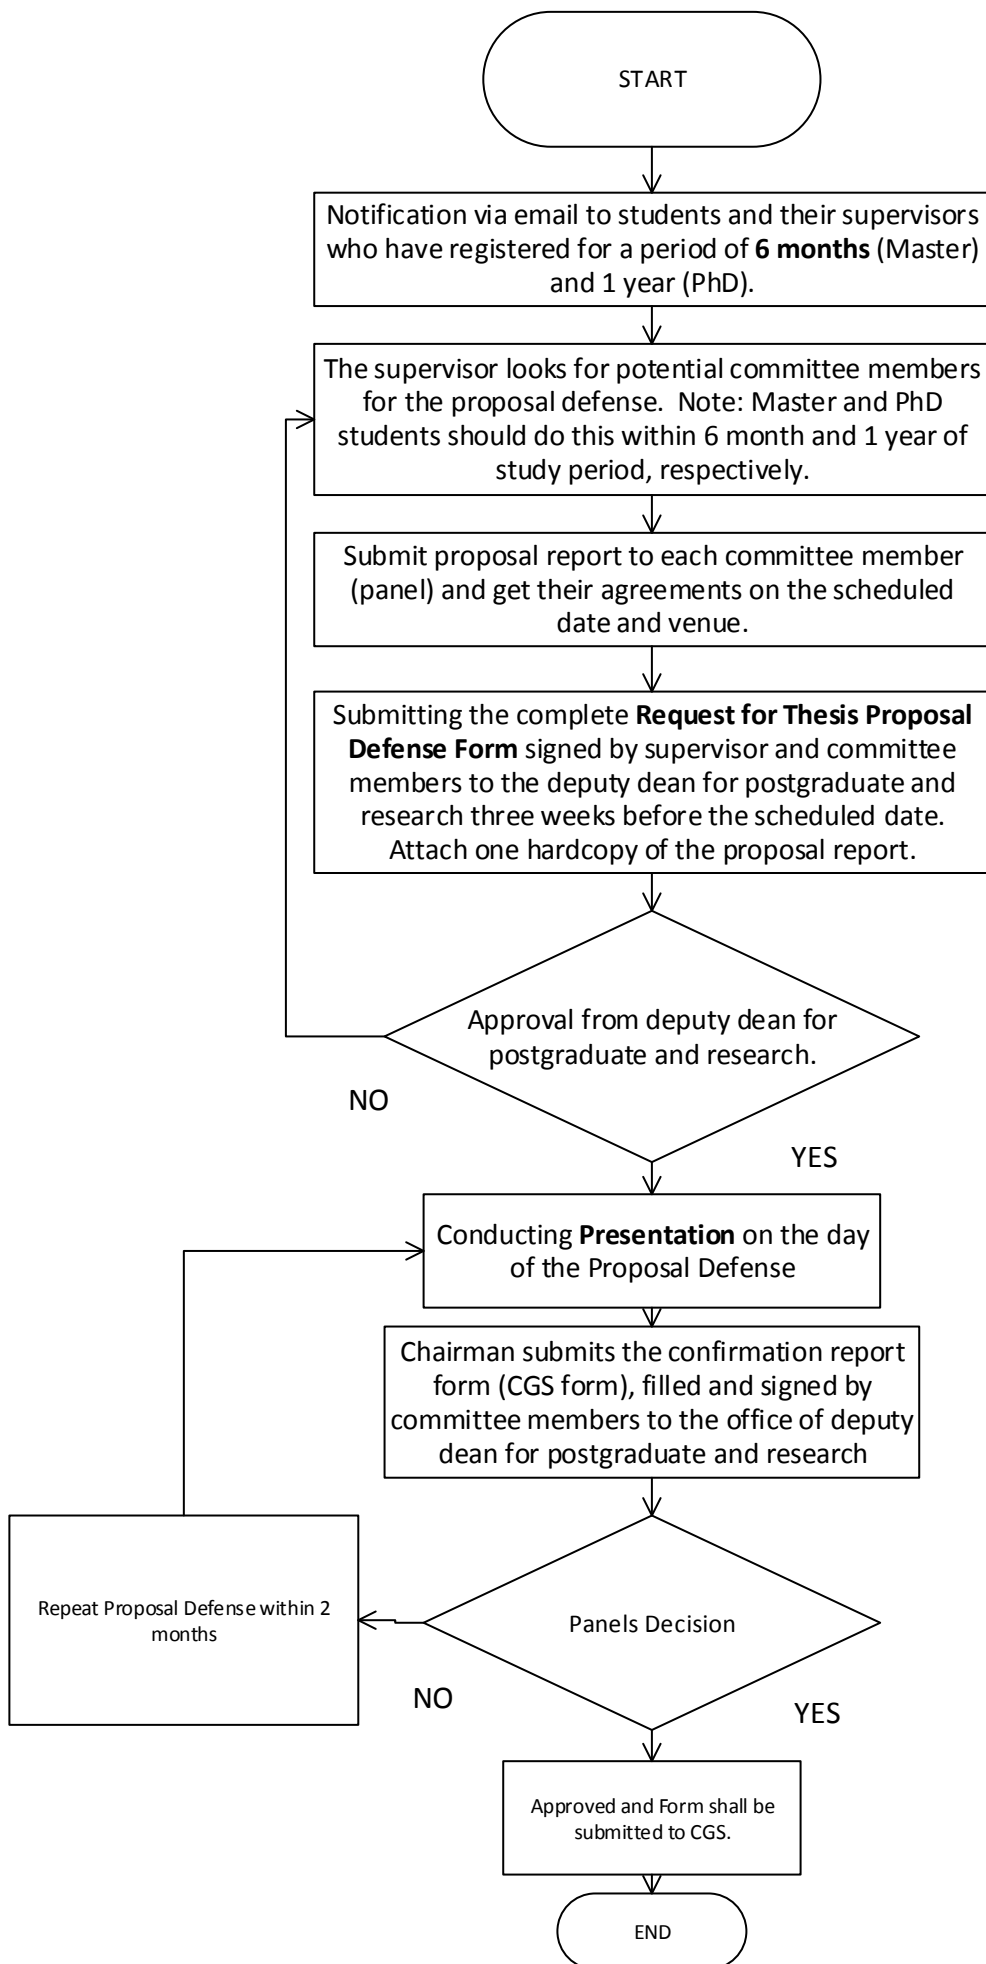 START
Notification via email to students and their supervisors
who have registered for a period of 6 months (Master)
and 1 year (PhD).
The supervisor looks for potential committee members
for the proposal defense.  Note: Master and PhD
students should do this within 6 month and 1 year of
study period, respectively.
Submit proposal report to each committee member
(panel) and get their agreements on the scheduled
date and venue.
Submitting the complete Request for Thesis Proposal
Defense Form signed by supervisor and committee
members to the deputy dean for postgraduate and
research three weeks before the scheduled date.
Attach one hardcopy of the proposal report.
Approval from deputy dean for
postgraduate and research.
NO
YES
Conducting Presentation on the day
of the Proposal Defense
Chairman submits the confirmation report
form (CGS form), filled and signed by
committee members to the office of deputy
dean for postgraduate and research
Repeat Proposal Defense within 2
months
Panels Decision
NO
YES
Approved and Form shall be
submitted to CGS.
END